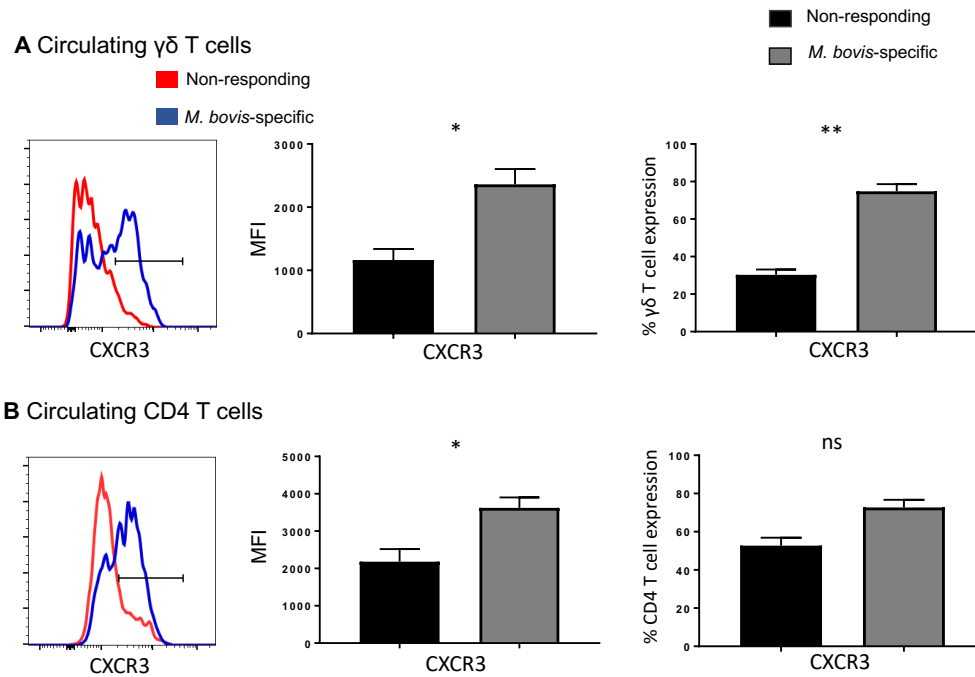 Non-responding
M. bovis-specific
A Circulating γδ T cells
Non-responding
M. bovis-specific
CXCR3
*
MFI
3000
2000
1000
0
CXCR3
**
% γδ T cell expression
100
80
60
40
20
0
CXCR3
B Circulating CD4 T cells
CXCR3
*
MFI
5000
4000
3000
2000
1000
0
CXCR3
ns
% CD4 T cell expression
100
80
60
40
20
0
CXCR3